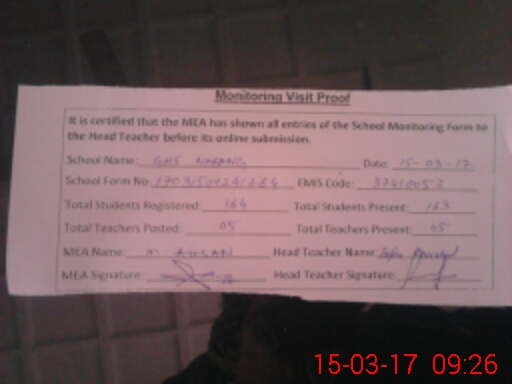 Monitoring Visit Proof
It is certified that the MEA has shown all entries of the School Monitoring Form to
the Head Teacher before its online submission.
School Name: GHS Date: 15-03-17
School Form No: EMIS Code: 37410053
Total Students Registered: 164 Total Students Present: 163
Total Teachers Posted: 05 Total Teachers Present: 05
MEA Name: M. AHSAN Head Teacher Name:
MEA Signature: Head Teacher Signature:
15-03-17 09:26